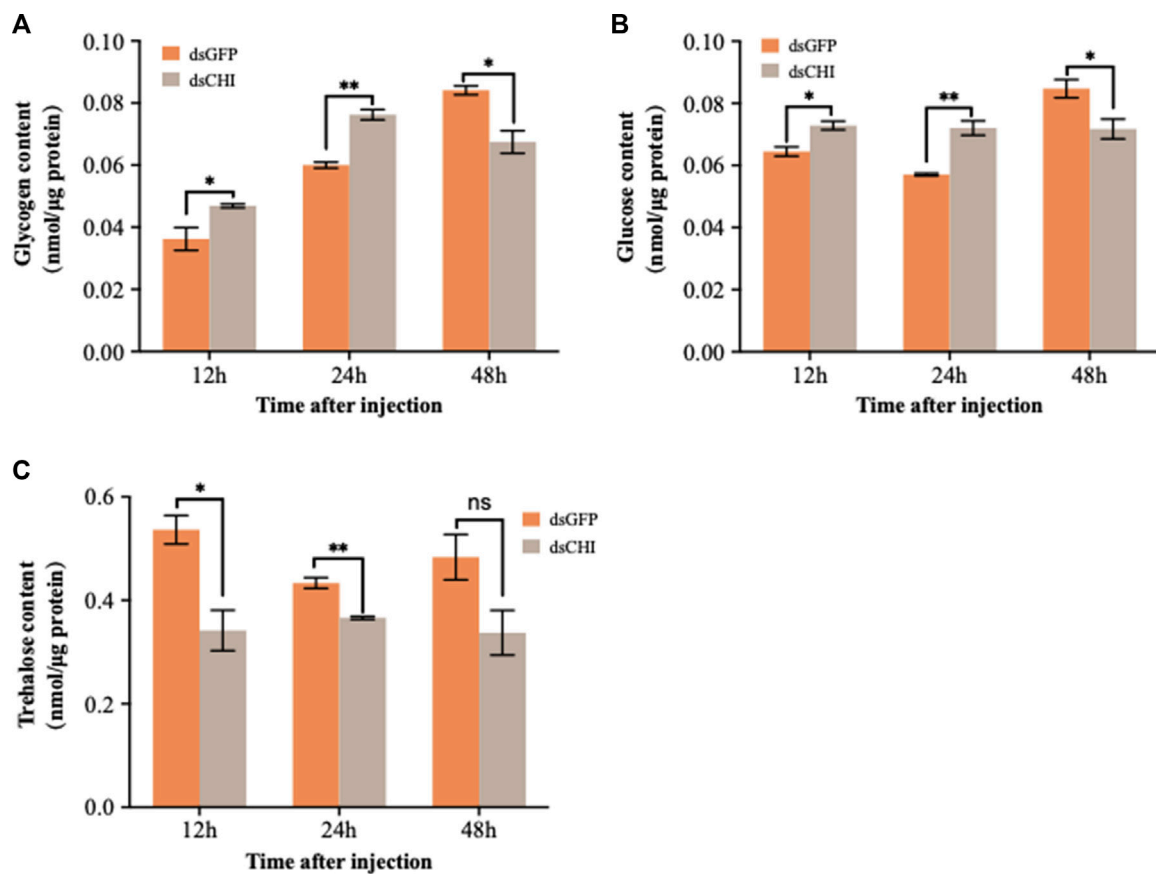 A
Glycogen content
(nmol/μg protein)
0.10
0.08
0.06
0.04
0.02
0.00
dsGFP
dsCHI
*
**
*
12h
24h
48h
Time after injection
B
Glucose content
(nmol/μg protein)
0.10
0.08
0.06
0.04
0.02
0.00
dsGFP
dsCHI
*
**
*
12h
24h
48h
Time after injection
C
Trehalose content
(nmol/μg protein)
0.6
0.4
0.2
0.0
*
**
ns
dsGFP
dsCHI
12h
24h
48h
Time after injection